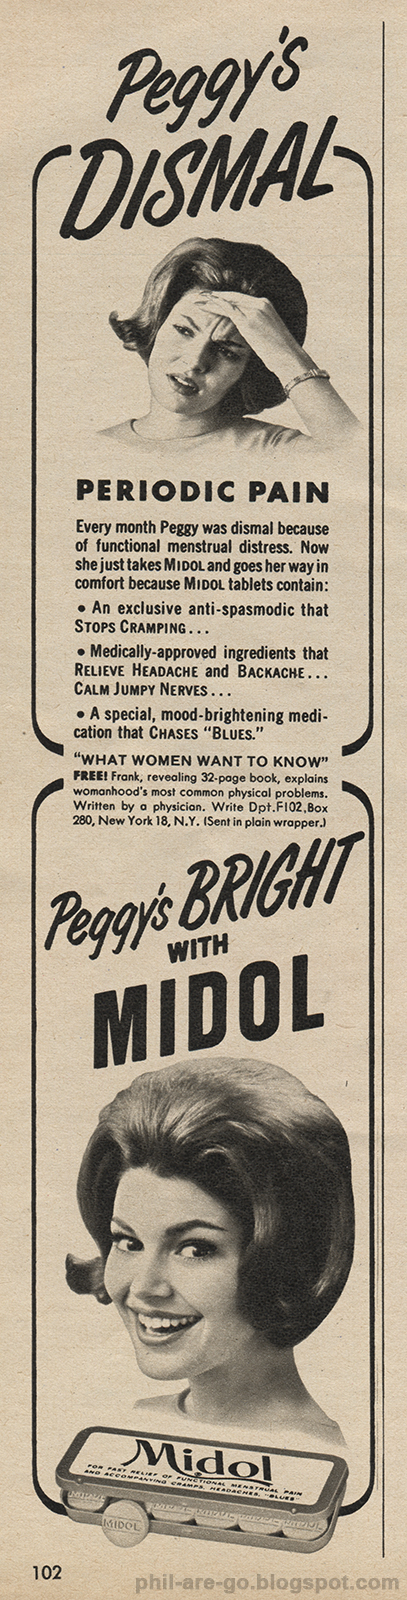 Peggy's
DISMAL
PERIODIC PAIN
Every month Peggy was dismal because
of functional menstrual distress. Now
she just takes MIDOL and goes her way in
comfort because MIDOL tablets contain:
• An exclusive anti-spasmodic that
STOPS CRAMPING...
• Medically-approved ingredients that
RELIEVE HEADACHE and BACKACHE...
CALM JUMPY NERVES...
• A special, mood-brightening medi-
cation that CHASES "BLUES."
"WHAT WOMEN WANT TO KNOW"
FREE! Frank, revealing 32-page book, explains
womanhood's most common physical problems.
Written by a physician. Write Dpt.F102,Box
280, New York 18, N.Y. (Sent in plain wrapper.)
Peggy's BRIGHT
WITH
MIDOL
Midol
FOR FAST RELIEF OF FUNCTIONAL MENSTRUAL PAIN
AND ACCOMPANYING CRAMPS, HEADACHES, "BLUES"
MIDOL MIDOL MIDOL MIDOL MIDOL
MIDOL
102
phil-are-go.blogspot.com